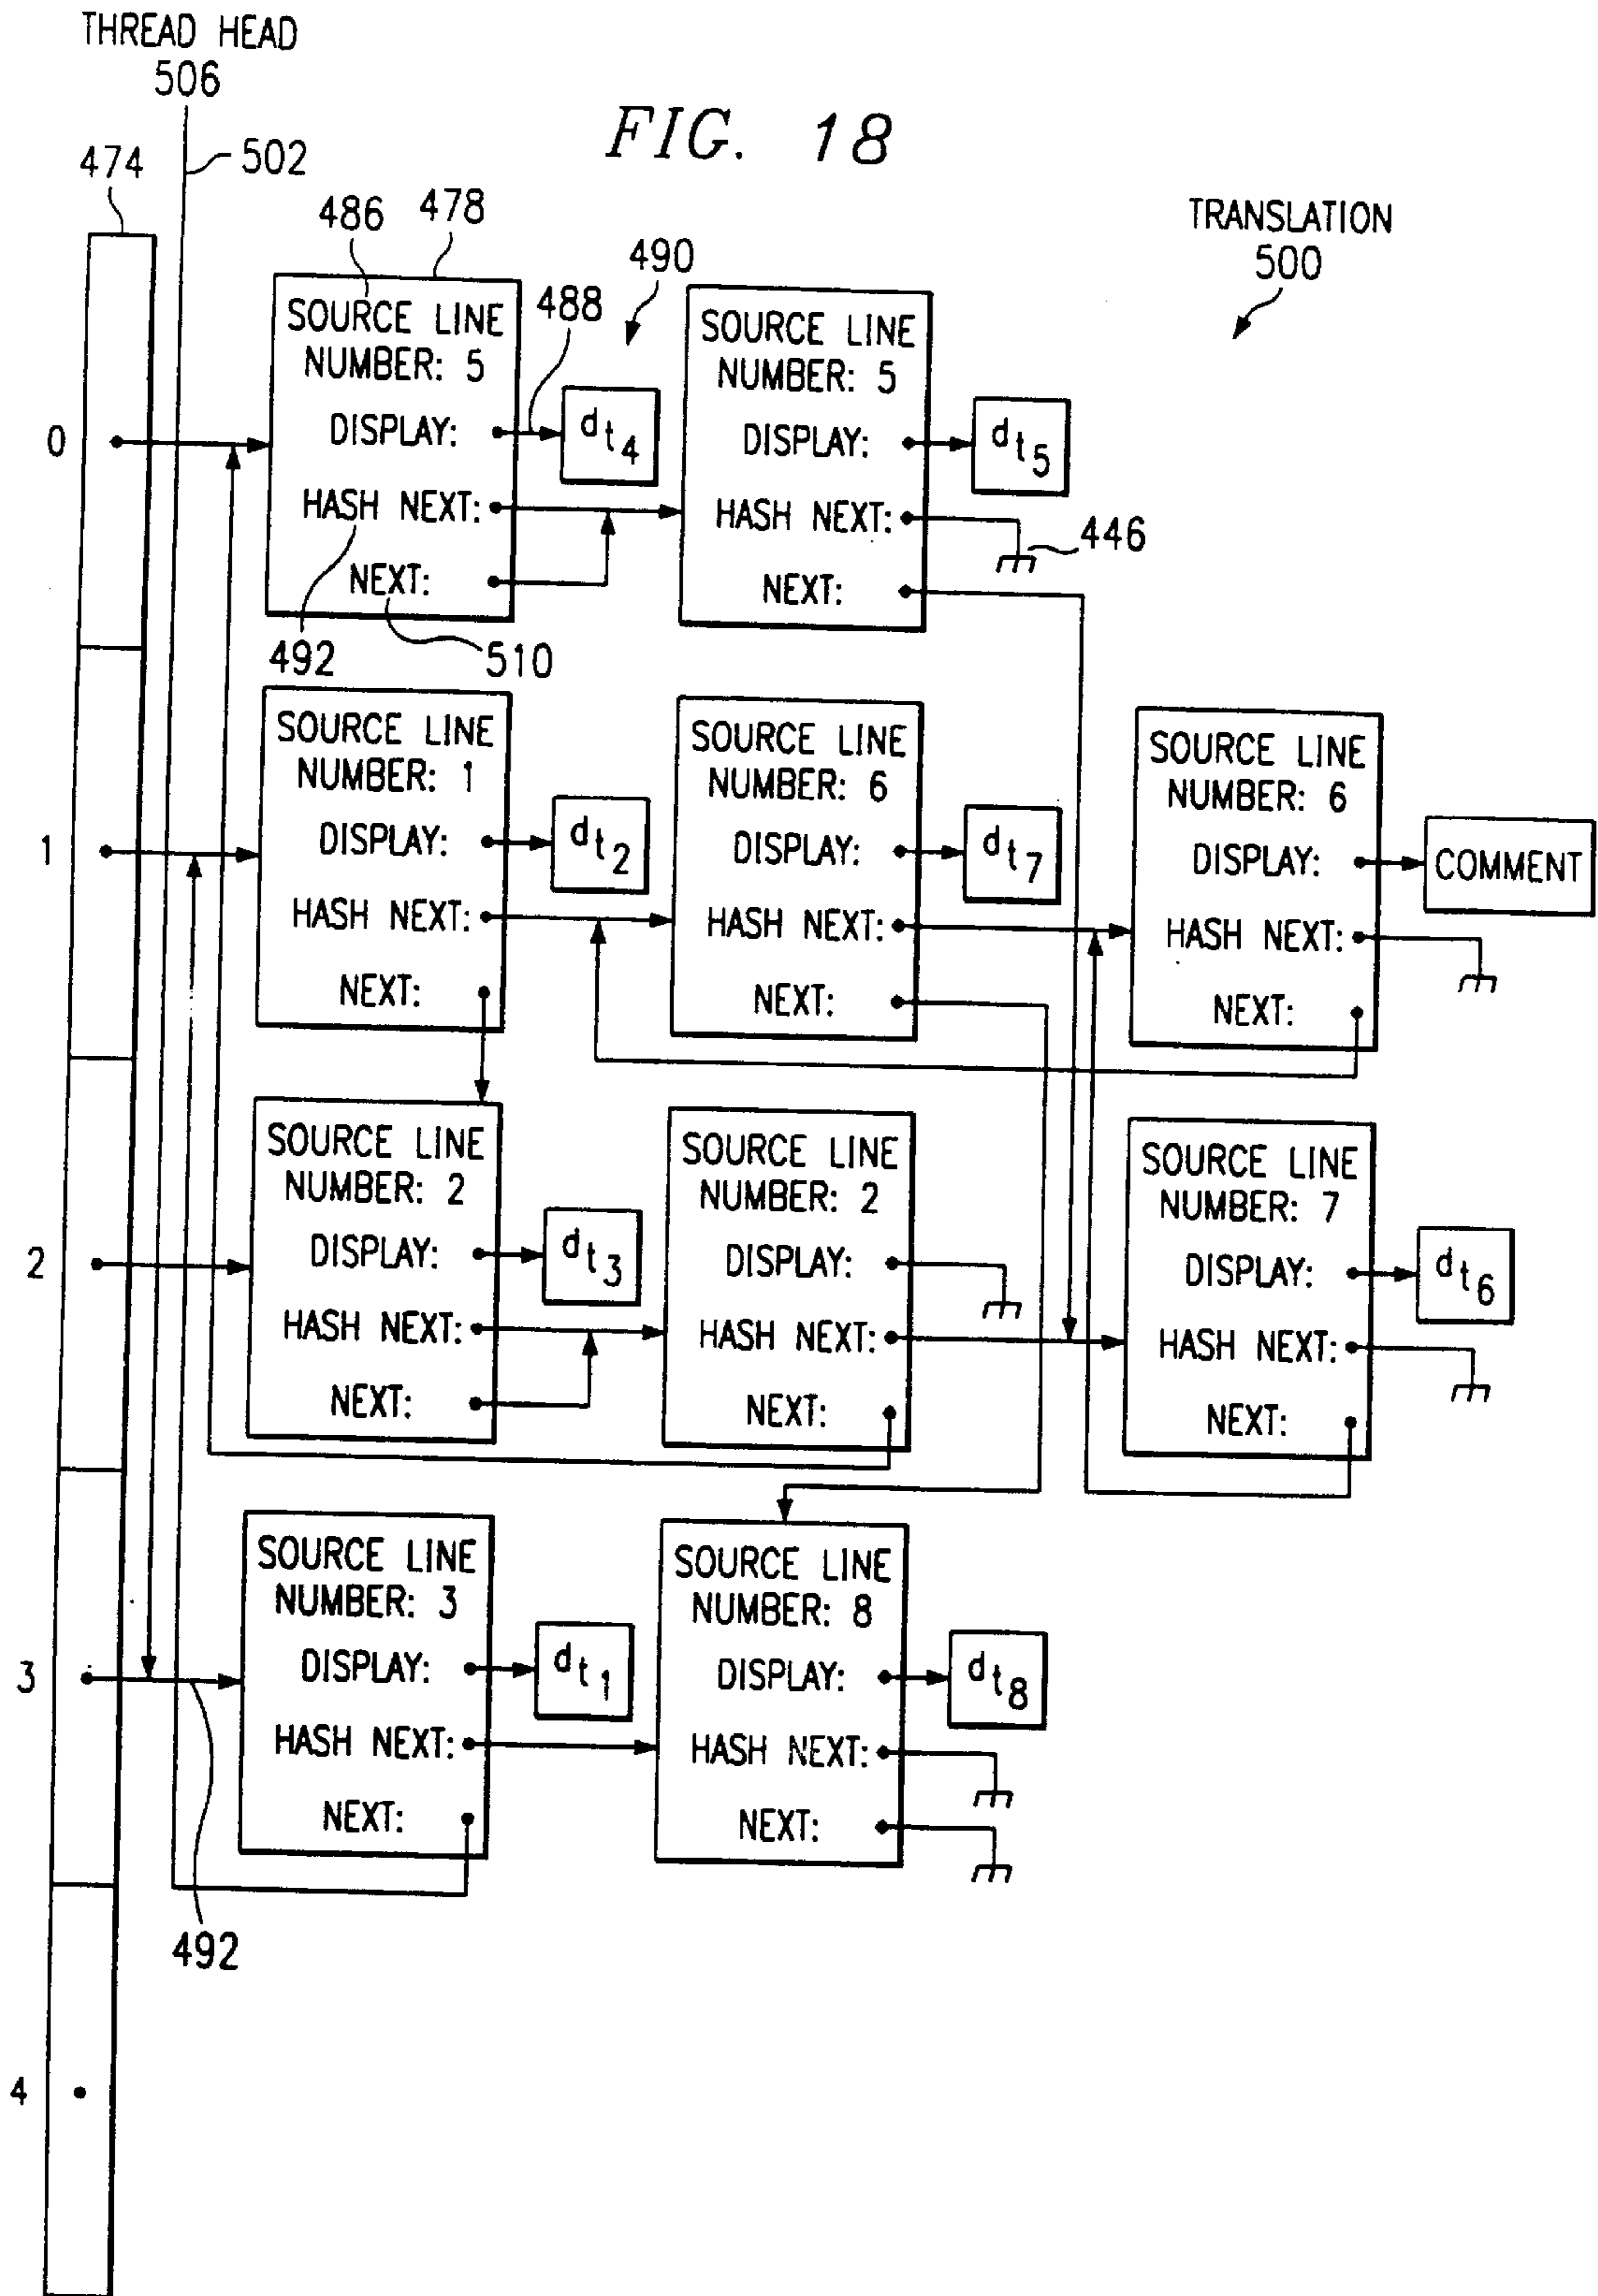 THREAD HEAD
506
FIG. 18
502
474
TRANSLATION
500
486
478
490
488
SOURCE LINE
NUMBER: 5
DISPLAY:
dt4
HASH NEXT:
NEXT:
492
510
SOURCE LINE
NUMBER: 5
DISPLAY:
dt5
HASH NEXT:
446
NEXT:
0
SOURCE LINE
NUMBER: 1
DISPLAY:
dt2
HASH NEXT:
NEXT:
SOURCE LINE
NUMBER: 6
DISPLAY:
dt7
HASH NEXT:
NEXT:
SOURCE LINE
NUMBER: 6
DISPLAY:
COMMENT
HASH NEXT:
NEXT:
1
SOURCE LINE
NUMBER: 2
DISPLAY:
dt3
HASH NEXT:
NEXT:
SOURCE LINE
NUMBER: 2
DISPLAY:
HASH NEXT:
NEXT:
SOURCE LINE
NUMBER: 7
DISPLAY:
dt6
HASH NEXT:
NEXT:
2
SOURCE LINE
NUMBER: 3
DISPLAY:
dt1
HASH NEXT:
NEXT:
SOURCE LINE
NUMBER: 8
DISPLAY:
dt8
HASH NEXT:
NEXT:
3
492
4